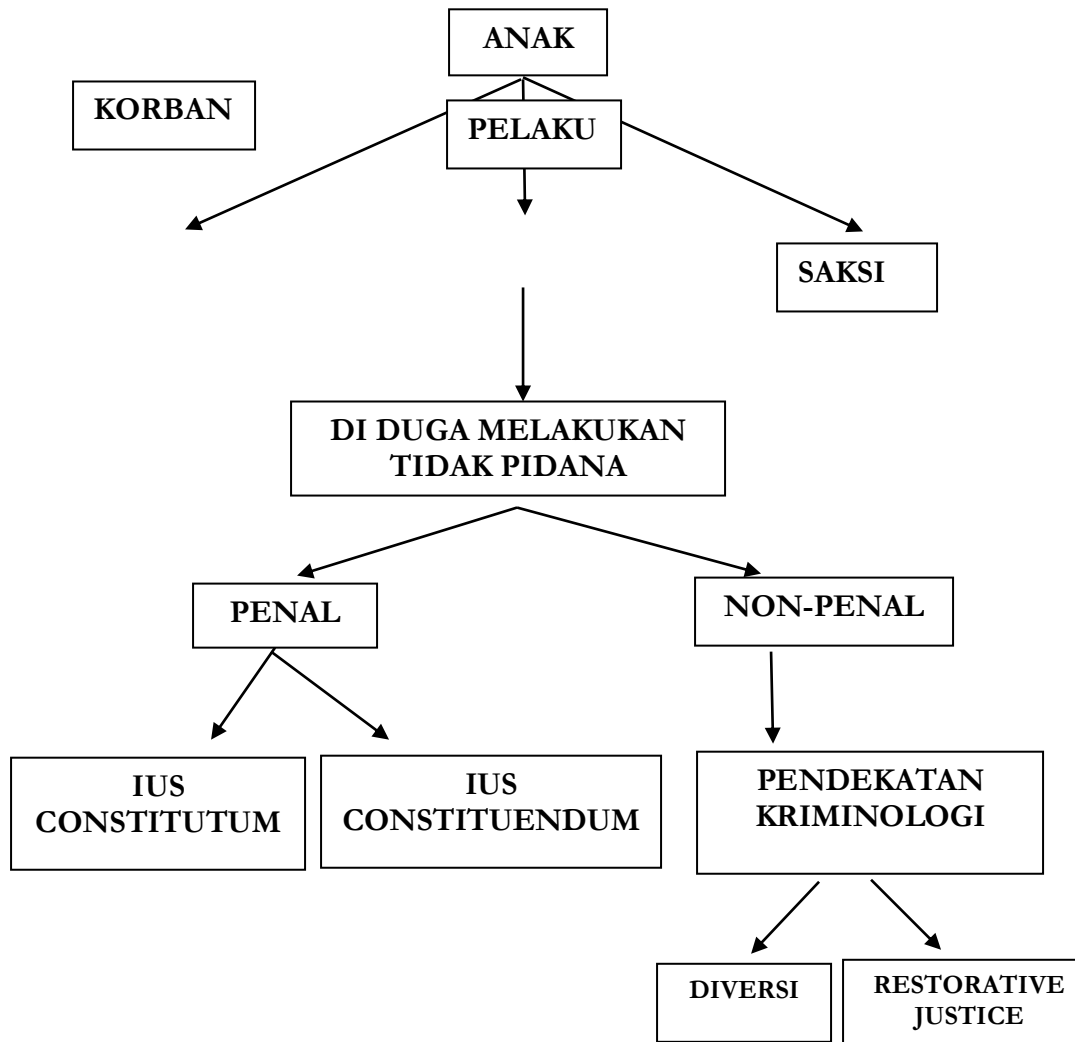 ANAK
KORBAN
PELAKU
SAKSI
DI DUGA MELAKUKAN
TIDAK PIDANA
PENAL
NON-PENAL
IUS
CONSTITUTUM
IUS
CONSTITUENDUM
PENDEKATAN
KRIMINOLOGI
DIVERSI
RESTORATIVE
JUSTICE